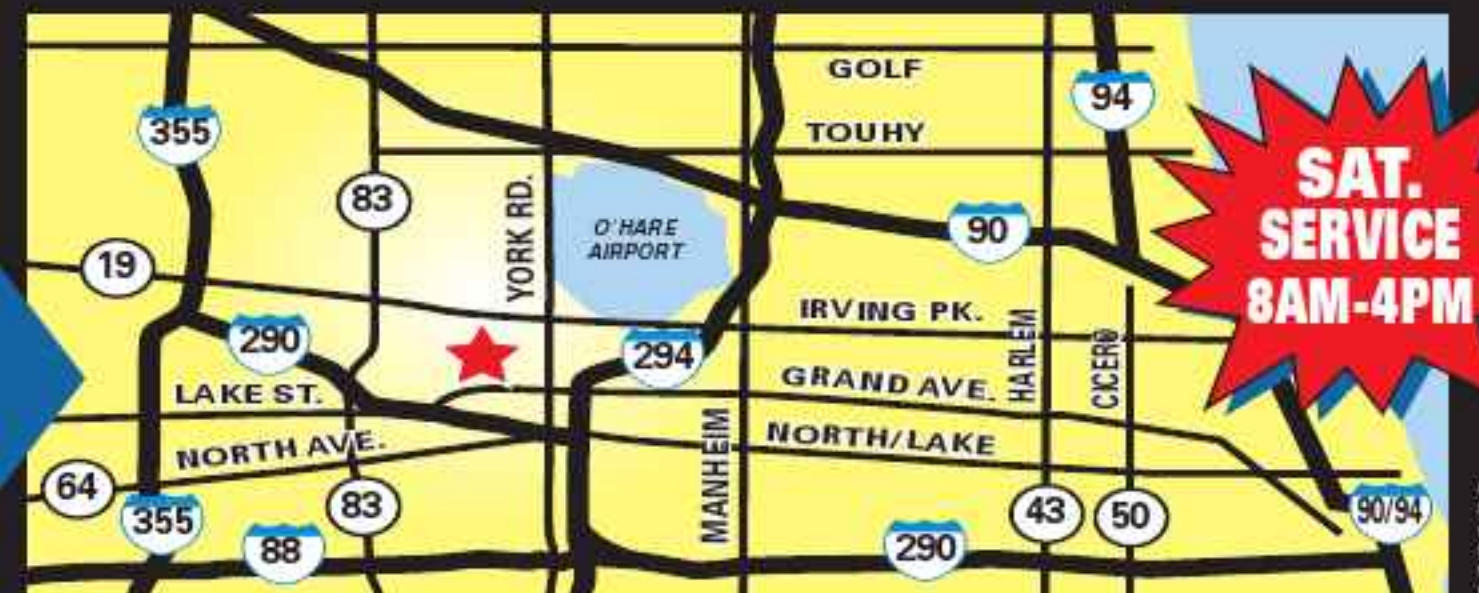 GOLF
94
355
TOUHY
SAT.
SERVICE
8AM-4PM
83
YORK RD.
O'HARE
AIRPORT
90
19
IRVING PK.
290
294
HARLEM
CICERO
LAKE ST.
GRAND AVE.
NORTH AVE.
NORTH/LAKE
MANHEIM
64
355
83
88
290
43
50
90/94